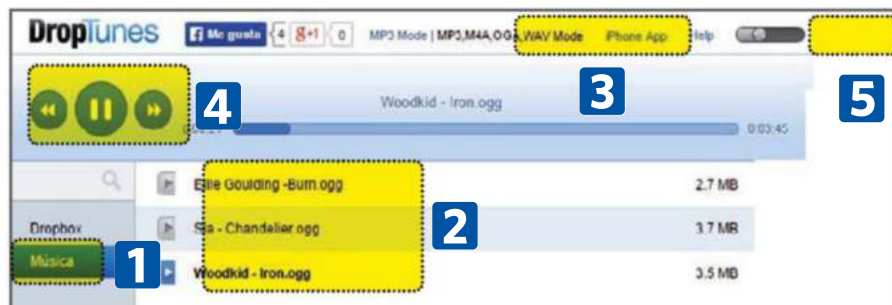 DropTunes Me gusta 4 8+1 0 MP3 Mode | MP3,M4A,OGA,WAV Mode iPhone App Help
5
4
3
Woodkid - Iron.ogg
0:03:45
Ellie Goulding -Burn.ogg 2.7 MB
Dropbox Sia - Chandelier.ogg 3.7 MB
2
Música
1
Woodkid - Iron.ogg 3.5 MB